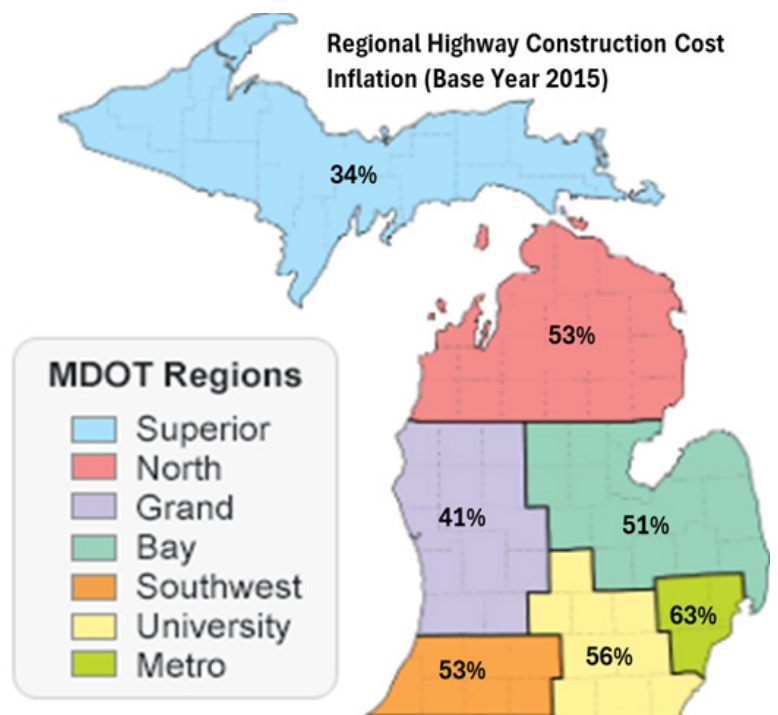 Regional Highway Construction Cost
Inflation (Base Year 2015)
34%
53%
MDOT Regions
Superior
North
Grand
Bay
Southwest
University
Metro
41%
51%
63%
53%
56%